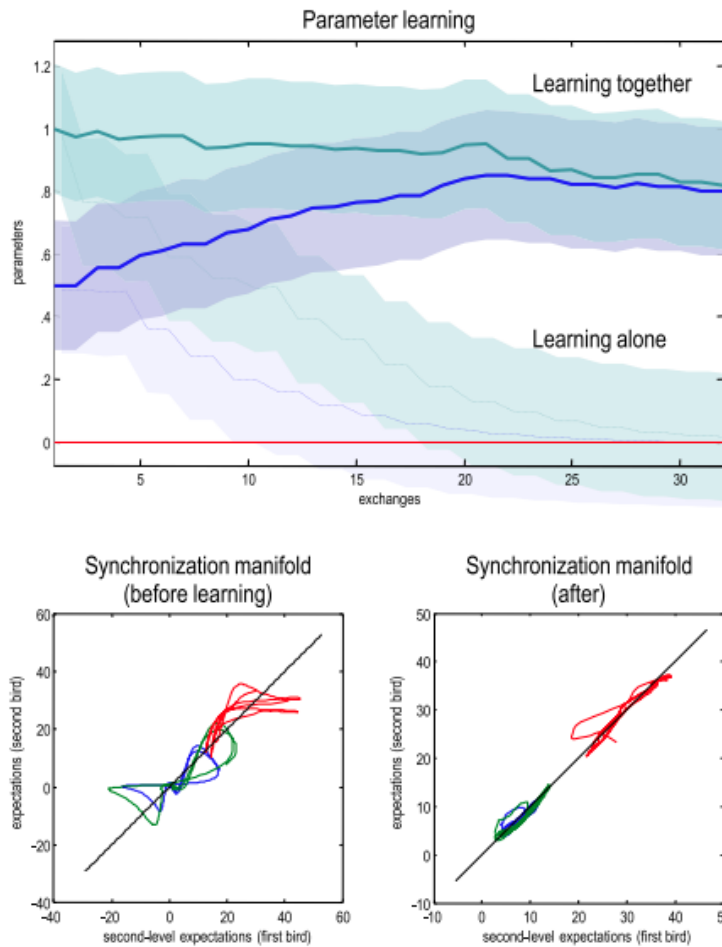 Parameter learning
1.2
Learning together
1
.8
parameters
.6
.4
Learning alone
.2
0
5 10 15 20 25 30
exchanges
Synchronization manifold
(before learning)
60
40
20
0
-20
-40
expectations (second bird)
-40 -20 0 20 40 60
second-level expectations (first bird)
Synchronization manifold
(after)
50
40
30
20
10
0
-10
expectations (second bird)
-10 0 10 20 30 40
second-level expectations (first bird)